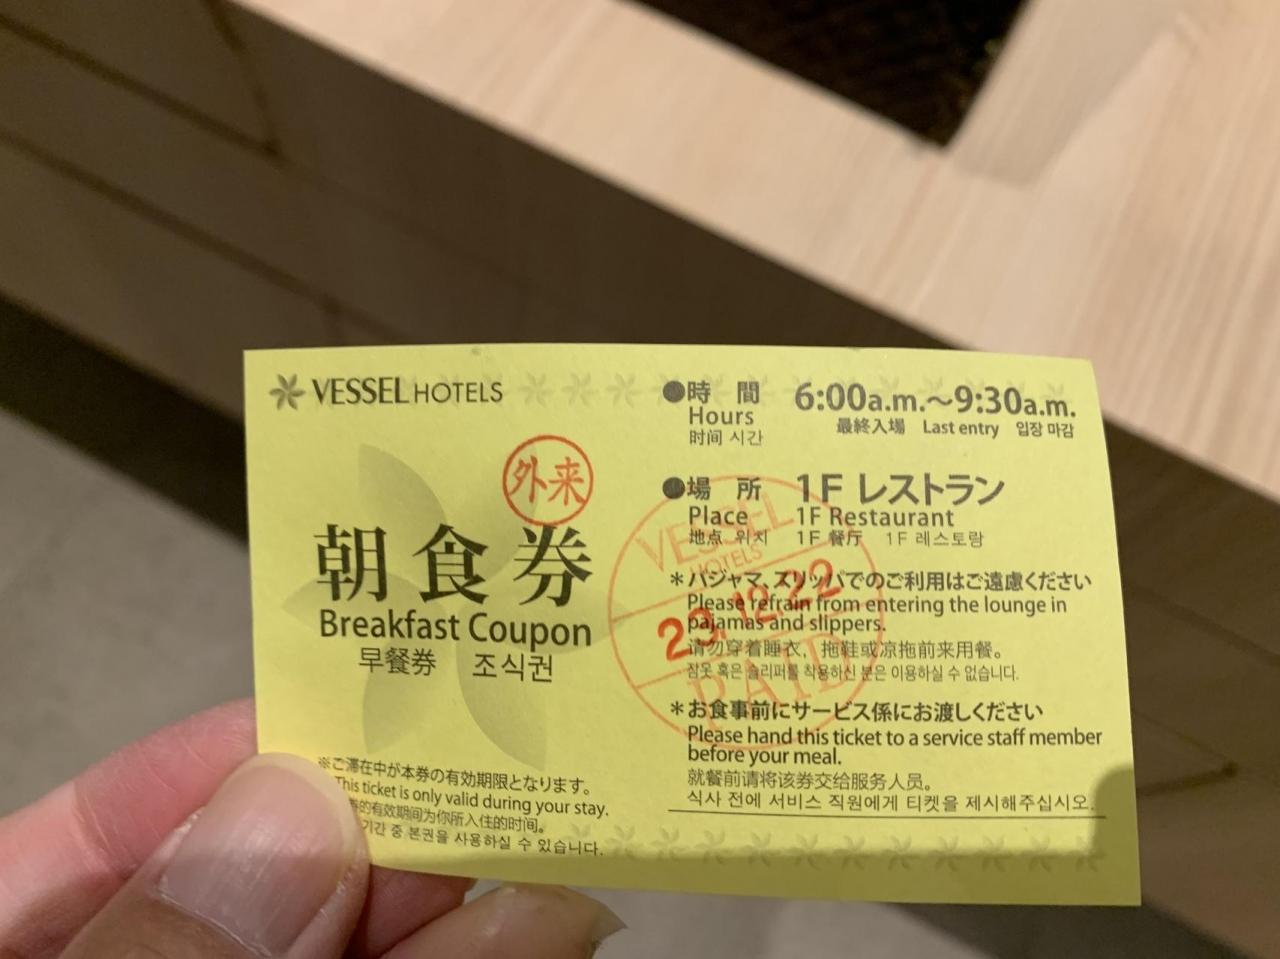 VESSEL HOTELS
外来
朝食券
Breakfast Coupon
早餐券 조식권
※ご滞在中が本券の有効期限となります。
This ticket is only valid during your stay.
的有效期间为你所入住的时间。
기간 중 본권을 사용하실 수 있습니다.
●時 間 6:00a.m.～9:30a.m.
Hours 最終入場 Last entry 입장 마감
时间 시간
●場 所 1F レストラン
Place 1F Restaurant
地点 위치 1F 餐厅 1F 레스토랑
＊パジャマ、スリッパでのご利用はご遠慮ください
Please refrain from entering the lounge in
pajamas and slippers.
请勿穿着睡衣，拖鞋或凉拖前来用餐。
잠옷 혹은 슬리퍼를 착용하신 분은 이용하실 수 없습니다.
＊お食事前にサービス係にお渡しください
Please hand this ticket to a service staff member
before your meal.
就餐前请将该券交给服务人员。
식사 전에 서비스 직원에게 티켓을 제시해주십시오.
VESSEL
HOTELS
23.12.22
PAID